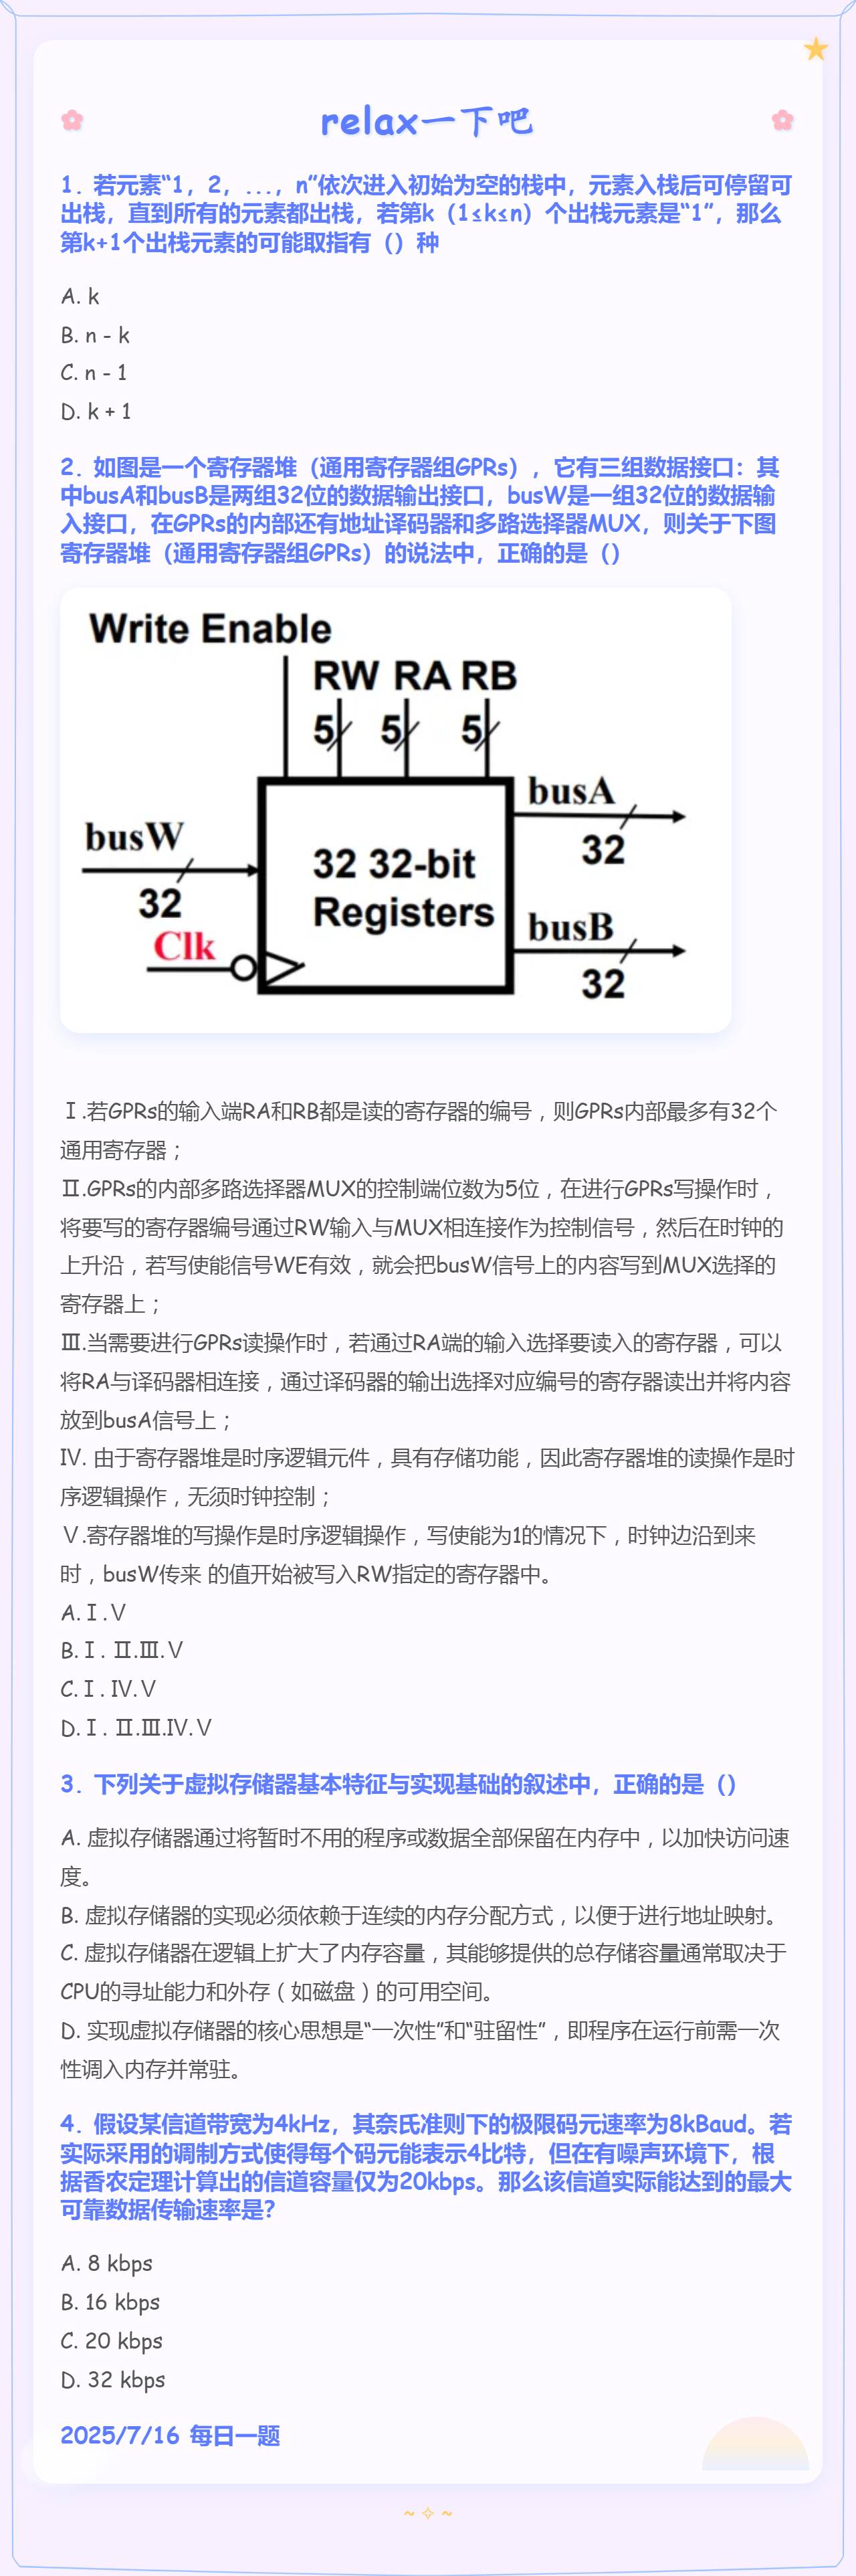 relax一下吧
1. 若元素“1，2，...，n”依次进入初始为空的栈中，元素入栈后可停留可
出栈，直到所有的元素都出栈，若第k（1≤k≤n）个出栈元素是“1”，那么
第k+1个出栈元素的可能取指有（）种
A. k
B. n - k
C. n - 1
D. k + 1
2. 如图是一个寄存器堆（通用寄存器组GPRs），它有三组数据接口：其
中busA和busB是两组32位的数据输出接口，busW是一组32位的数据输
入接口，在GPRs的内部还有地址译码器和多路选择器MUX，则关于下图
寄存器堆（通用寄存器组GPRs）的说法中，正确的是（）
Write Enable
RW RA RB
5 5 5
busA
busW
32 32-bit
32
32
Registers
busB
Clk
32
Ⅰ.若GPRs的输入端RA和RB都是读的寄存器的编号，则GPRs内部最多有32个
通用寄存器；
Ⅱ.GPRs的内部多路选择器MUX的控制端位数为5位，在进行GPRs写操作时，
将要写的寄存器编号通过RW输入与MUX相连接作为控制信号，然后在时钟的
上升沿，若写使能信号WE有效，就会把busW信号上的内容写到MUX选择的
寄存器上；
Ⅲ.当需要进行GPRs读操作时，若通过RA端的输入选择要读入的寄存器，可以
将RA与译码器相连接，通过译码器的输出选择对应编号的寄存器读出并将内容
放到busA信号上；
Ⅳ. 由于寄存器堆是时序逻辑元件，具有存储功能，因此寄存器堆的读操作是时
序逻辑操作，无须时钟控制；
Ⅴ.寄存器堆的写操作是时序逻辑操作，写使能为1的情况下，时钟边沿到来
时，busW传来 的值开始被写入RW指定的寄存器中。
A.Ⅰ.Ⅴ
B.Ⅰ. Ⅱ.Ⅲ.Ⅴ
C.Ⅰ. Ⅳ.Ⅴ
D.Ⅰ. Ⅱ.Ⅲ.Ⅳ.Ⅴ
3. 下列关于虚拟存储器基本特征与实现基础的叙述中，正确的是（）
A. 虚拟存储器通过将暂时不用的程序或数据全部保留在内存中，以加快访问速
度。
B. 虚拟存储器的实现必须依赖于连续的内存分配方式，以便于进行地址映射。
C. 虚拟存储器在逻辑上扩大了内存容量，其能够提供的总存储容量通常取决于
CPU的寻址能力和外存（如磁盘）的可用空间。
D. 实现虚拟存储器的核心思想是“一次性”和“驻留性”，即程序在运行前需一次
性调入内存并常驻。
4. 假设某信道带宽为4kHz，其奈氏准则下的极限码元速率为8kBaud。若
实际采用的调制方式使得每个码元能表示4比特，但在有噪声环境下，根
据香农定理计算出的信道容量仅为20kbps。那么该信道实际能达到的最大
可靠数据传输速率是？
A. 8 kbps
B. 16 kbps
C. 20 kbps
D. 32 kbps
2025/7/16 每日一题